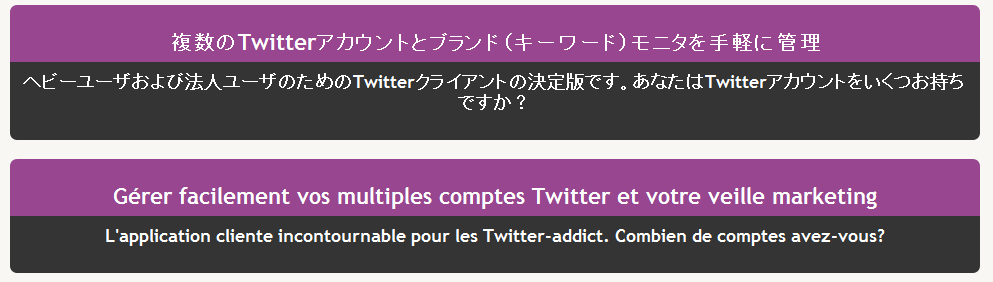 複数のTwitterアカウントとブランド（キーワード）モニタを手軽に管理
ヘビーユーザおよび法人ユーザのためのTwitterクライアントの決定版です。あなたはTwitterアカウントをいくつお持ち
ですか？
Gérer facilement vos multiples comptes Twitter et votre veille marketing
L'application cliente incontournable pour les Twitter-addict. Combien de comptes avez-vous?